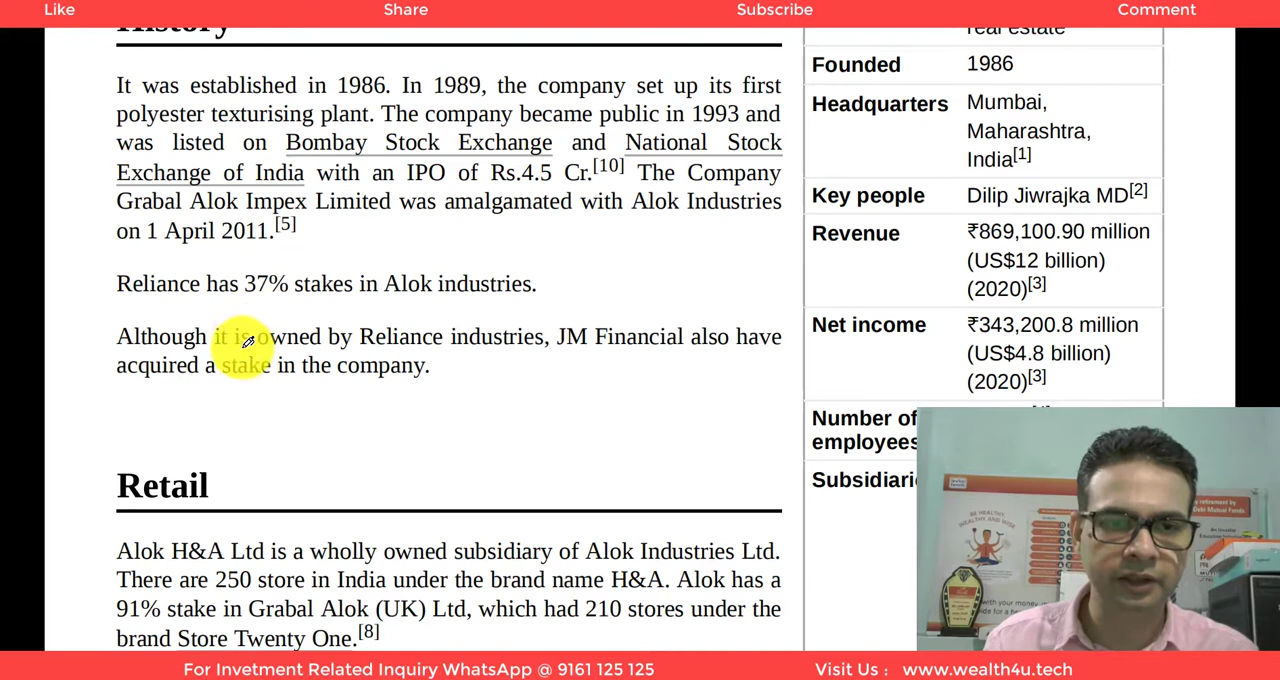 Like Share Subscribe Comment
History
It was established in 1986. In 1989, the company set up its first
polyester texturising plant. The company became public in 1993 and
was listed on Bombay Stock Exchange and National Stock
Exchange of India with an IPO of Rs.4.5 Cr.[10] The Company
Grabal Alok Impex Limited was amalgamated with Alok Industries
on 1 April 2011.[5]
Reliance has 37% stakes in Alok industries.
Although it is owned by Reliance industries, JM Financial also have
acquired a stake in the company.
Retail
Alok H&A Ltd is a wholly owned subsidiary of Alok Industries Ltd.
There are 250 store in India under the brand name H&A. Alok has a
91% stake in Grabal Alok (UK) Ltd, which had 210 stores under the
brand Store Twenty One.[8]
real estate
Founded 1986
Headquarters Mumbai,
Maharashtra,
India[1]
Key people Dilip Jiwrajka MD[2]
Revenue ₹869,100.90 million
(US$12 billion)
(2020)[3]
Net income ₹343,200.8 million
(US$4.8 billion)
(2020)[3]
Number of
employees
Subsidiari
BE HEALTHY,
WEALTHY AND WISE
For Invetment Related Inquiry WhatsApp @ 9161 125 125 Visit Us : www.wealth4u.tech